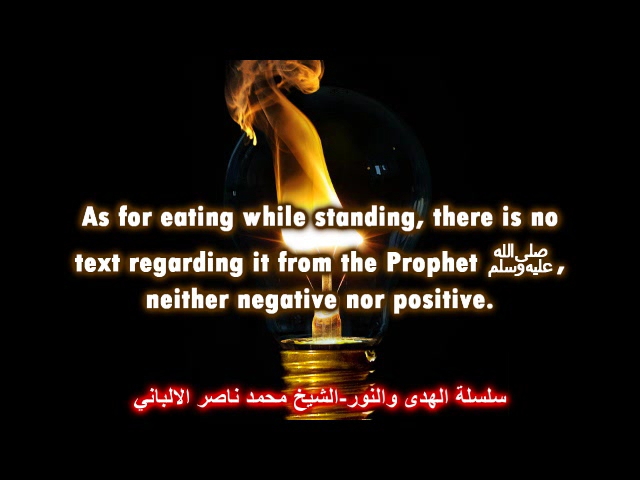 As for eating while standing, there is no
text regarding it from the Prophet ﷺ,
neither negative nor positive.
سلسلة الهدى والنور-الشيخ محمد ناصر الالباني